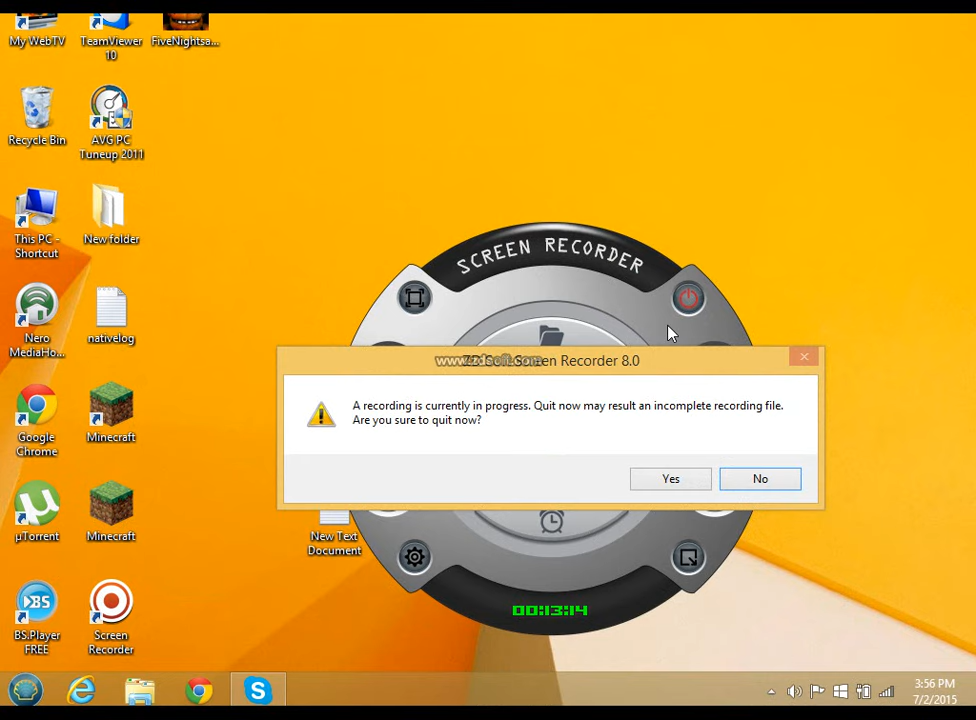 My WebTV
TeamViewer
10
FiveNightsa...
Recycle Bin
AVG PC
Tuneup 2011
This PC -
Shortcut
New folder
Nero
MediaHo...
nativelog
Google
Chrome
Minecraft
µTorrent
Minecraft
BS.Player
FREE
Screen
Recorder
New Text
Document
SCREEN RECORDER
www.zdsoft.com
Screen Recorder 8.0
A recording is currently in progress. Quit now may result an incomplete recording file.
Are you sure to quit now?
Yes
No
00:13:14
3:56 PM
7/2/2015